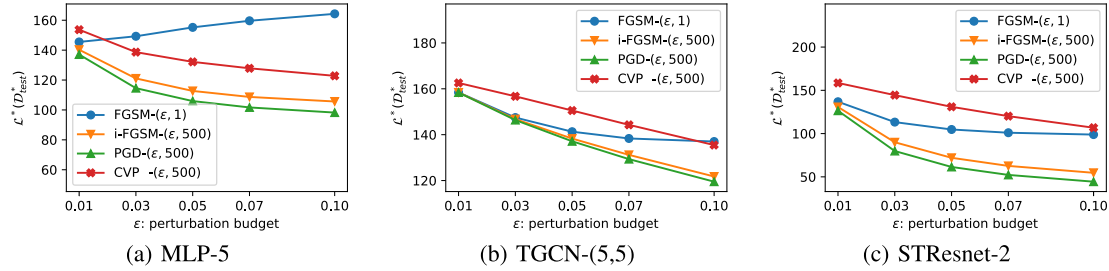 160
140
120
100
80
60
0.01
0.03
0.05
0.07
0.10
ℒ*(𝒟*test)
ε: perturbation budget
FGSM-(ε, 1)
i-FGSM-(ε, 500)
PGD-(ε, 500)
CVP -(ε, 500)
(a) MLP-5
180
160
140
120
0.01
0.03
0.05
0.07
0.10
ℒ*(𝒟*test)
ε: perturbation budget
FGSM-(ε, 1)
i-FGSM-(ε, 500)
PGD-(ε, 500)
CVP -(ε, 500)
(b) TGCN-(5,5)
200
150
100
50
0.01
0.03
0.05
0.07
0.10
ℒ*(𝒟*test)
ε: perturbation budget
FGSM-(ε, 1)
i-FGSM-(ε, 500)
PGD-(ε, 500)
CVP -(ε, 500)
(c) STResnet-2